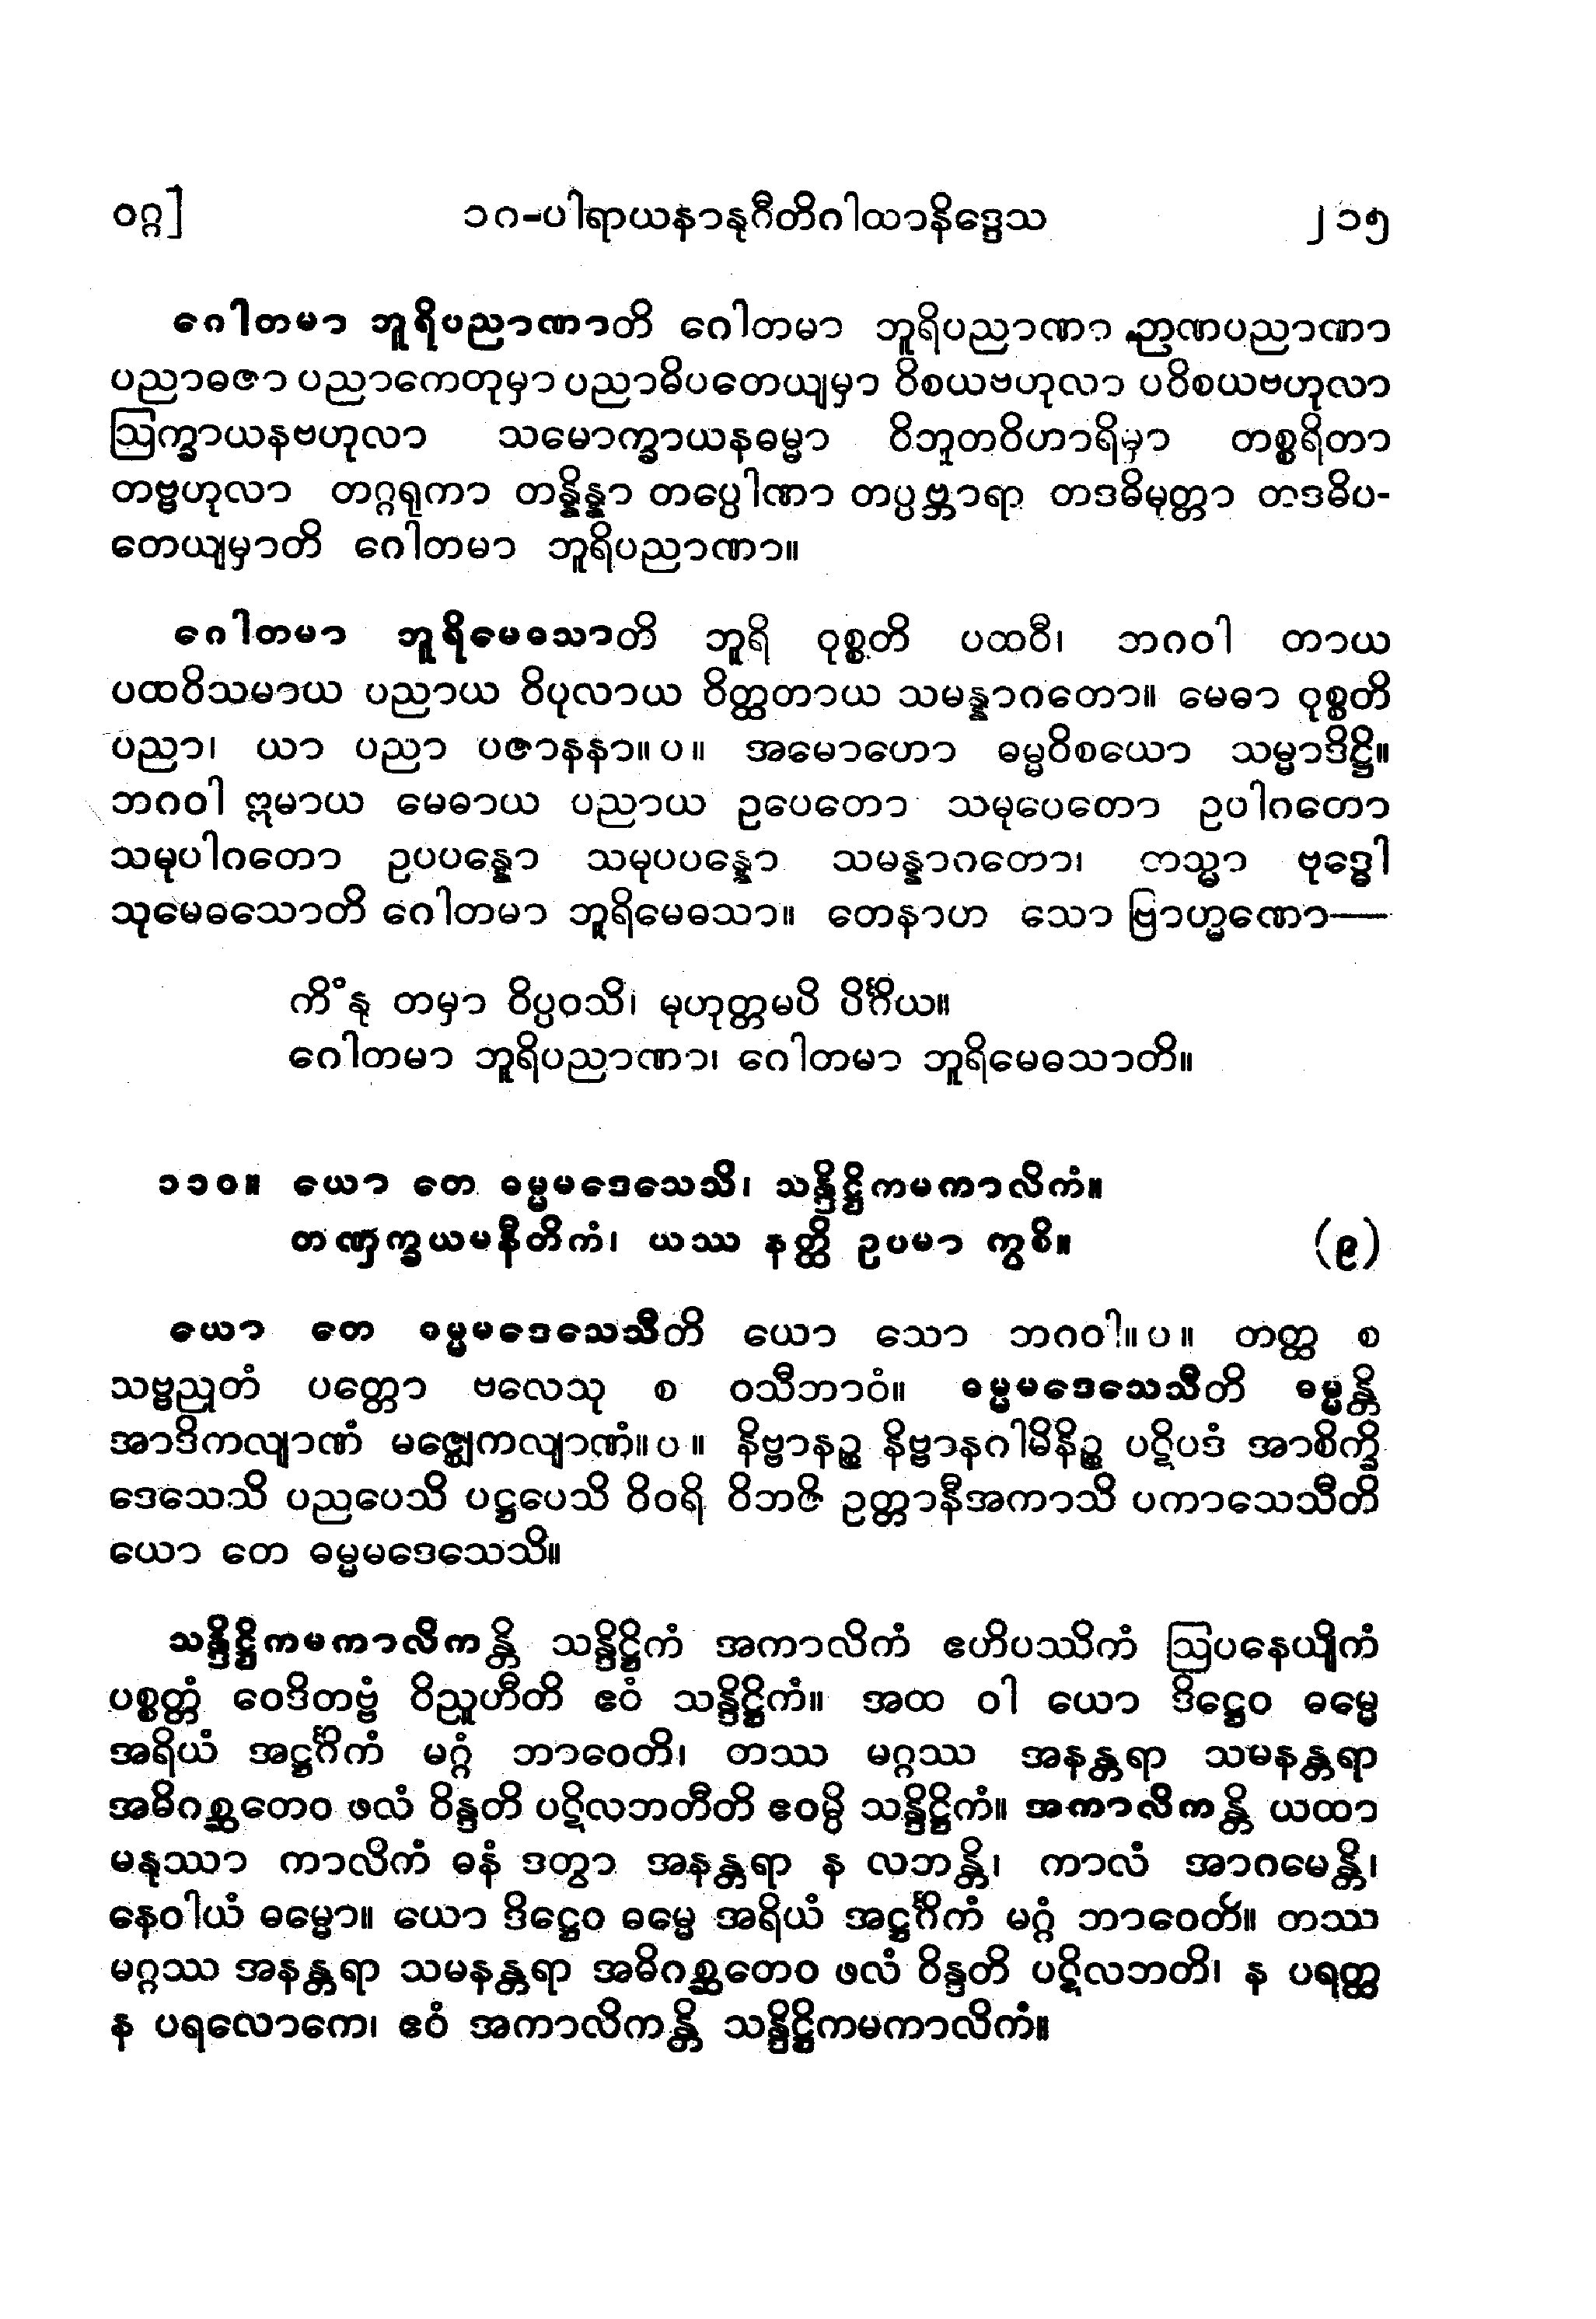 ဝဂ္ဂ] ၁၈-ပါရာယနာနုဂီတိဂါထာနိဒ္ဒေသ ၂၁၅
ဂေါတမာ ဘူရိပညာဏာတိ ဂေါတမာ ဘူရိပညာဏာ ဉာဏပညာဏာ
ပညာဓဇာ ပညာကေတုမှာ ပညာဓိပတေယျမှာ ဝိစယဗဟုလာ ပဝိစယဗဟုလာ
ဩက္ခာယနဗဟုလာ သမောက္ခာယနဓမ္မာ ဝိဘူတဝိဟာရိမှာ တစ္စရိတာ
တဗ္ဗဟုလာ တဂ္ဂရုကာ တန္နိန္နာ တပ္ပေါဏာ တပ္ပဗ္ဘာရာ တဒဓိမုတ္တာ တဒဓိပ-
တေယျမှာတိ ဂေါတမာ ဘူရိပညာဏာ။
ဂေါတမာ ဘူရိမေဓသာတိ ဘူရိ ဝုစ္စတိ ပထဝီ၊ ဘဂဝါ တာယ
ပထဝိသမာယ ပညာယ ဝိပုလာယ ဝိတ္ထတာယ သမန္နာဂတော။ မေဓာ ဝုစ္စတိ
ပညာ၊ ယာ ပညာ ပဇာနနာ။ ပ။ အမောဟော ဓမ္မဝိစယော သမ္မာဒိဋ္ဌိ။
ဘဂဝါ ဣမာယ မေဓာယ ပညာယ ဥပေတော သမုပေတော ဥပါဂတော
သမုပါဂတော ဥပပန္နော သမုပပန္နော သမန္နာဂတော၊ တသ္မာ ဗုဒ္ဓေါ
သုမေဓသောတိ ဂေါတမာ ဘူရိမေဓသာ။ တေနာဟ သော ဗြာဟ္မဏော—
ကိံ နု တမှာ ဝိပ္ပဝသိ၊ မုဟုတ္တမပိ ပိင်္ဂိယ။
ဂေါတမာ ဘူရိပညာဏာ၊ ဂေါတမာ ဘူရိမေဓသာတိ။
၁၁၀။ ယော တေ ဓမ္မမဒေသေသိ၊ သန္ဒိဋ္ဌိကမကာလိကံ။
တဏှက္ခယမနီတိကံ၊ ယဿ နတ္ထိ ဥပမာ ကွစိ။ (၉)
ယော တေ ဓမ္မမဒေသေသီတိ ယော သော ဘဂဝါ။ ပ။ တတ္ထ စ
သဗ္ဗညုတံ ပတ္တော ဗလေသု စ ဝသီဘာဝံ။ ဓမ္မမဒေသေသီတိ ဓမ္မန္တိ
အာဒိကလျာဏံ မဇ္ဈေကလျာဏံ။ ပ။ နိဗ္ဗာနဉ္စ နိဗ္ဗာနဂါမိနိဉ္စ ပဋိပဒံ အာစိက္ခိ
ဒေသေသိ ပညပေသိ ပဋ္ဌပေသိ ဝိဝရိ ဝိဘဇိ ဥတ္တာနီအကာသိ ပကာသေသီတိ
ယော တေ ဓမ္မမဒေသေသိ။
သန္ဒိဋ္ဌိကမကာလိကန္တိ သန္ဒိဋ္ဌိကံ အကာလိကံ ဧဟိပဿိကံ ဩပနေယျိကံ
ပစ္စတ္တံ ဝေဒိတဗ္ဗံ ဝိညူဟီတိ ဧဝံ သန္ဒိဋ္ဌိကံ။ အထ ဝါ ယော ဒိဋ္ဌေဝ ဓမ္မေ
အရိယံ အဋ္ဌင်္ဂိကံ မဂ္ဂံ ဘာဝေတိ၊ တဿ မဂ္ဂဿ အနန္တရာ သမနန္တရာ
အဓိဂစ္ဆတေဝ ဖလံ ဝိန္ဒတိ ပဋိလဘတီတိ ဧဝမ္ပိ သန္ဒိဋ္ဌိကံ။ အကာလိကန္တိ ယထာ
မနုဿာ ကာလိကံ ဓနံ ဒတွာ အနန္တရာ န လဘန္တိ၊ ကာလံ အာဂမေန္တိ၊
နေဝါယံ ဓမ္မော။ ယော ဒိဋ္ဌေဝ ဓမ္မေ အရိယံ အဋ္ဌင်္ဂိကံ မဂ္ဂံ ဘာဝေတိ။ တဿ
မဂ္ဂဿ အနန္တရာ သမနန္တရာ အဓိဂစ္ဆတေဝ ဖလံ ဝိန္ဒတိ ပဋိလဘတိ၊ န ပရတ္ထ
န ပရလောကေ၊ ဧဝံ အကာလိကန္တိ သန္ဒိဋ္ဌိကမကာလိကံ။